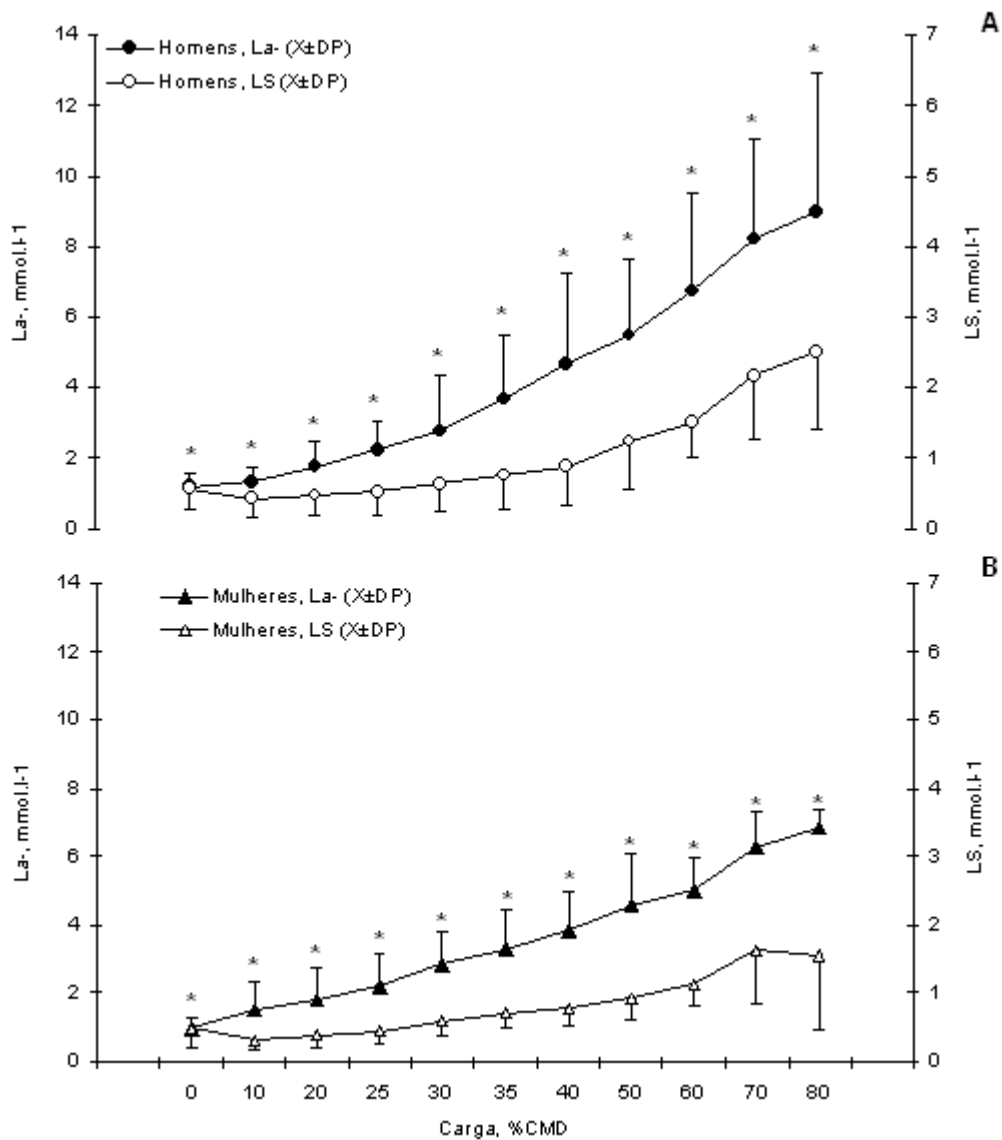 A
Homens, La- (X±DP)
Homens, LS (X±DP)
14
12
10
8
6
4
2
0
La-, mmol.l-1
7
6
5
4
3
2
1
0
LS, mmol.l-1
* * * * * * * * * * *
B
Mulheres, La- (X±DP)
Mulheres, LS (X±DP)
14
12
10
8
6
4
2
0
La-, mmol.l-1
7
6
5
4
3
2
1
0
LS, mmol.l-1
* * * * * * * * * * *
0 10 20 25 30 35 40 50 60 70 80
Carga, %CMD